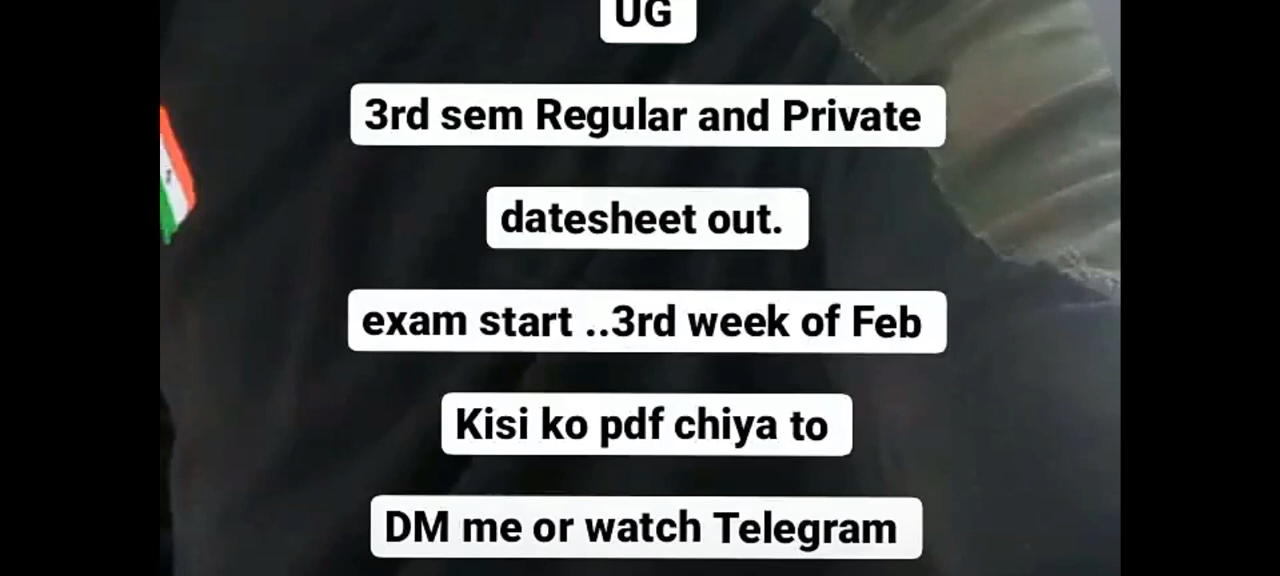 UG
3rd sem Regular and Private
datesheet out.
exam start ..3rd week of Feb
Kisi ko pdf chiya to
DM me or watch Telegram